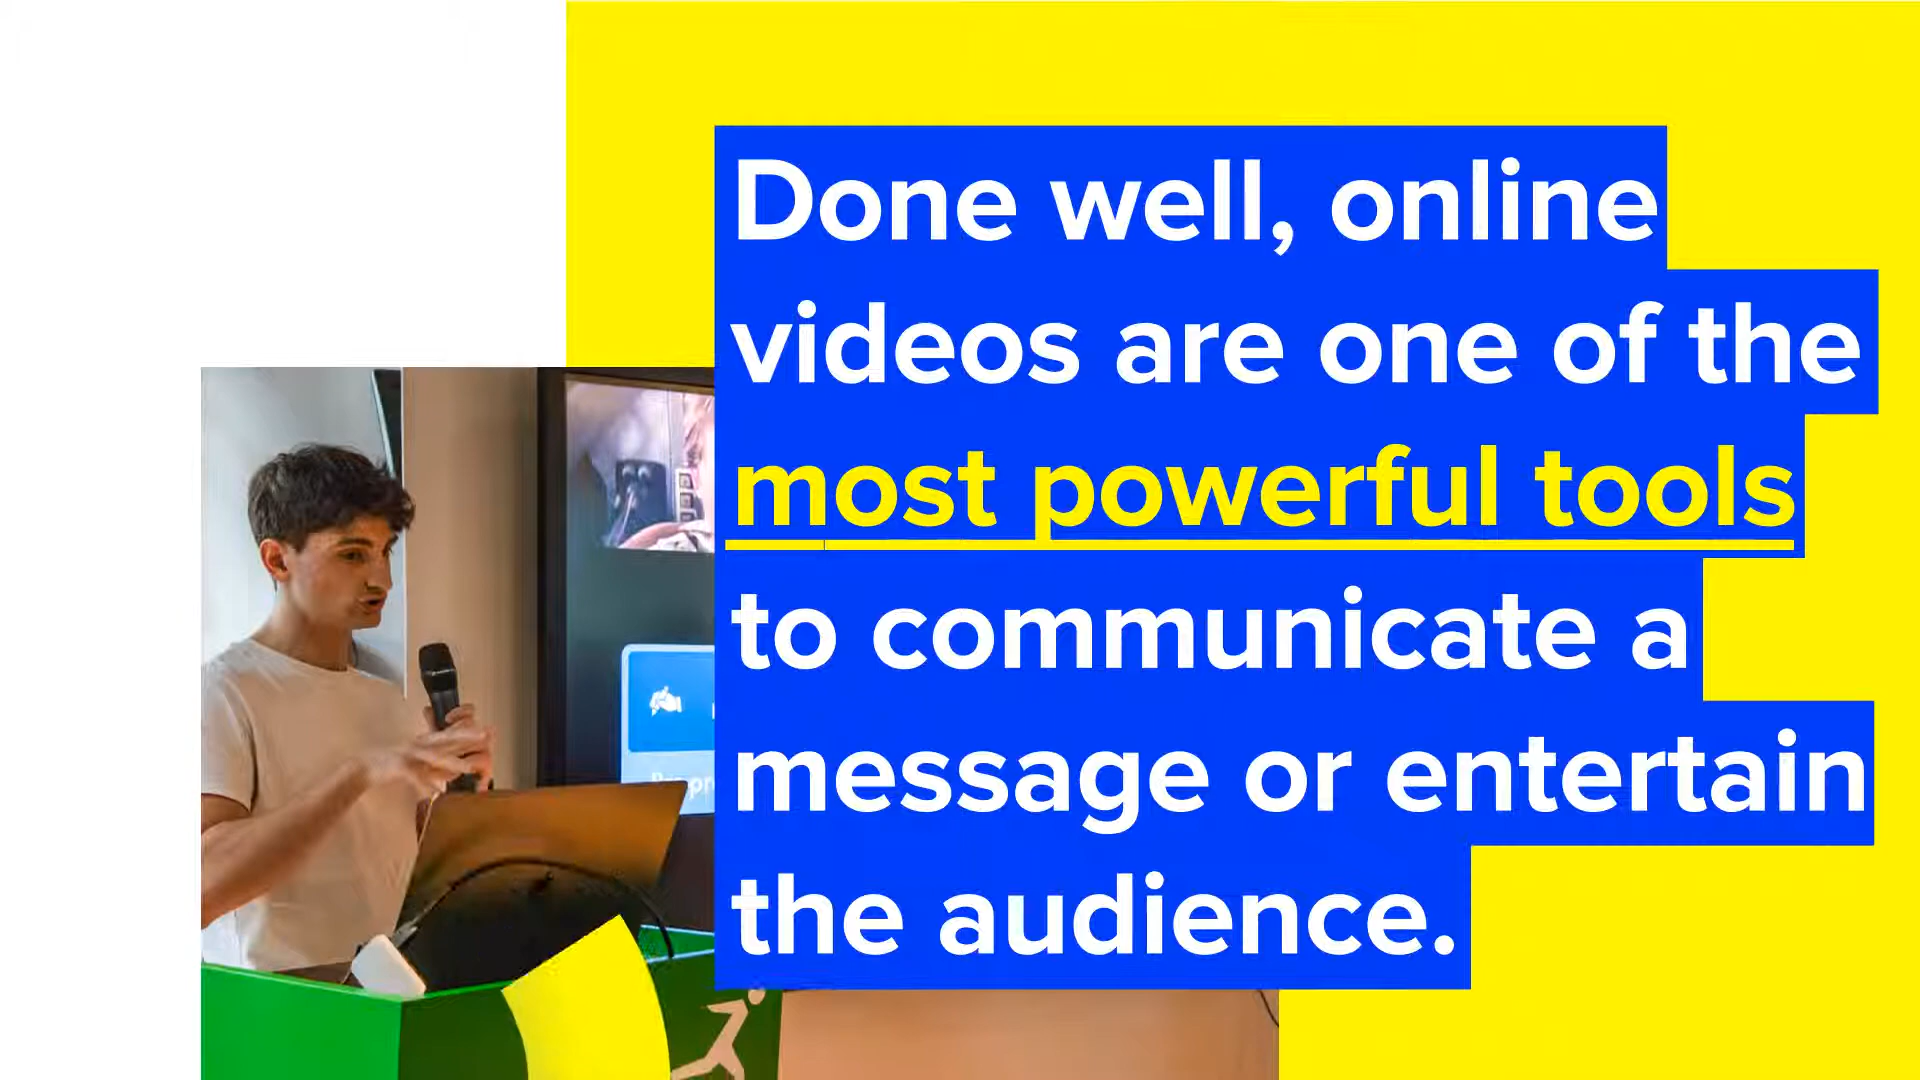 Done well, online
videos are one of the
most powerful tools
to communicate a
message or entertain
the audience.